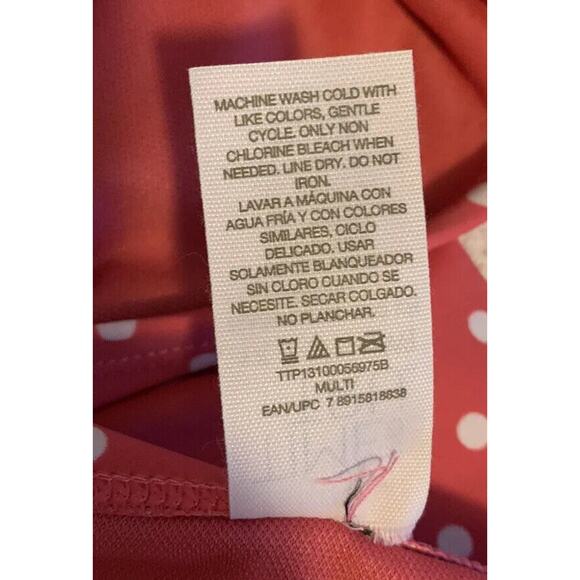 MACHINE WASH COLD WITH
LIKE COLORS, GENTLE
CYCLE. ONLY NON
CHLORINE BLEACH WHEN
NEEDED. LINE DRY. DO NOT
IRON.
LAVAR A MÁQUINA CON
AGUA FRÍA Y CON COLORES
SIMILARES, CICLO
DELICADO. USAR
SOLAMENTE BLANQUEADOR
SIN CLORO CUANDO SE
NECESITE. SECAR COLGADO.
NO PLANCHAR.
TTP13100056975B
MULTI
EAN/UPC 7 8915818638